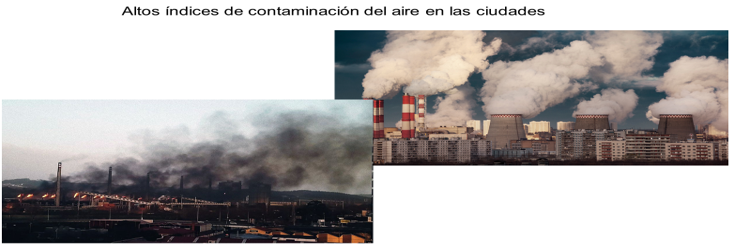 Altos índices de contaminación del aire en las ciudades